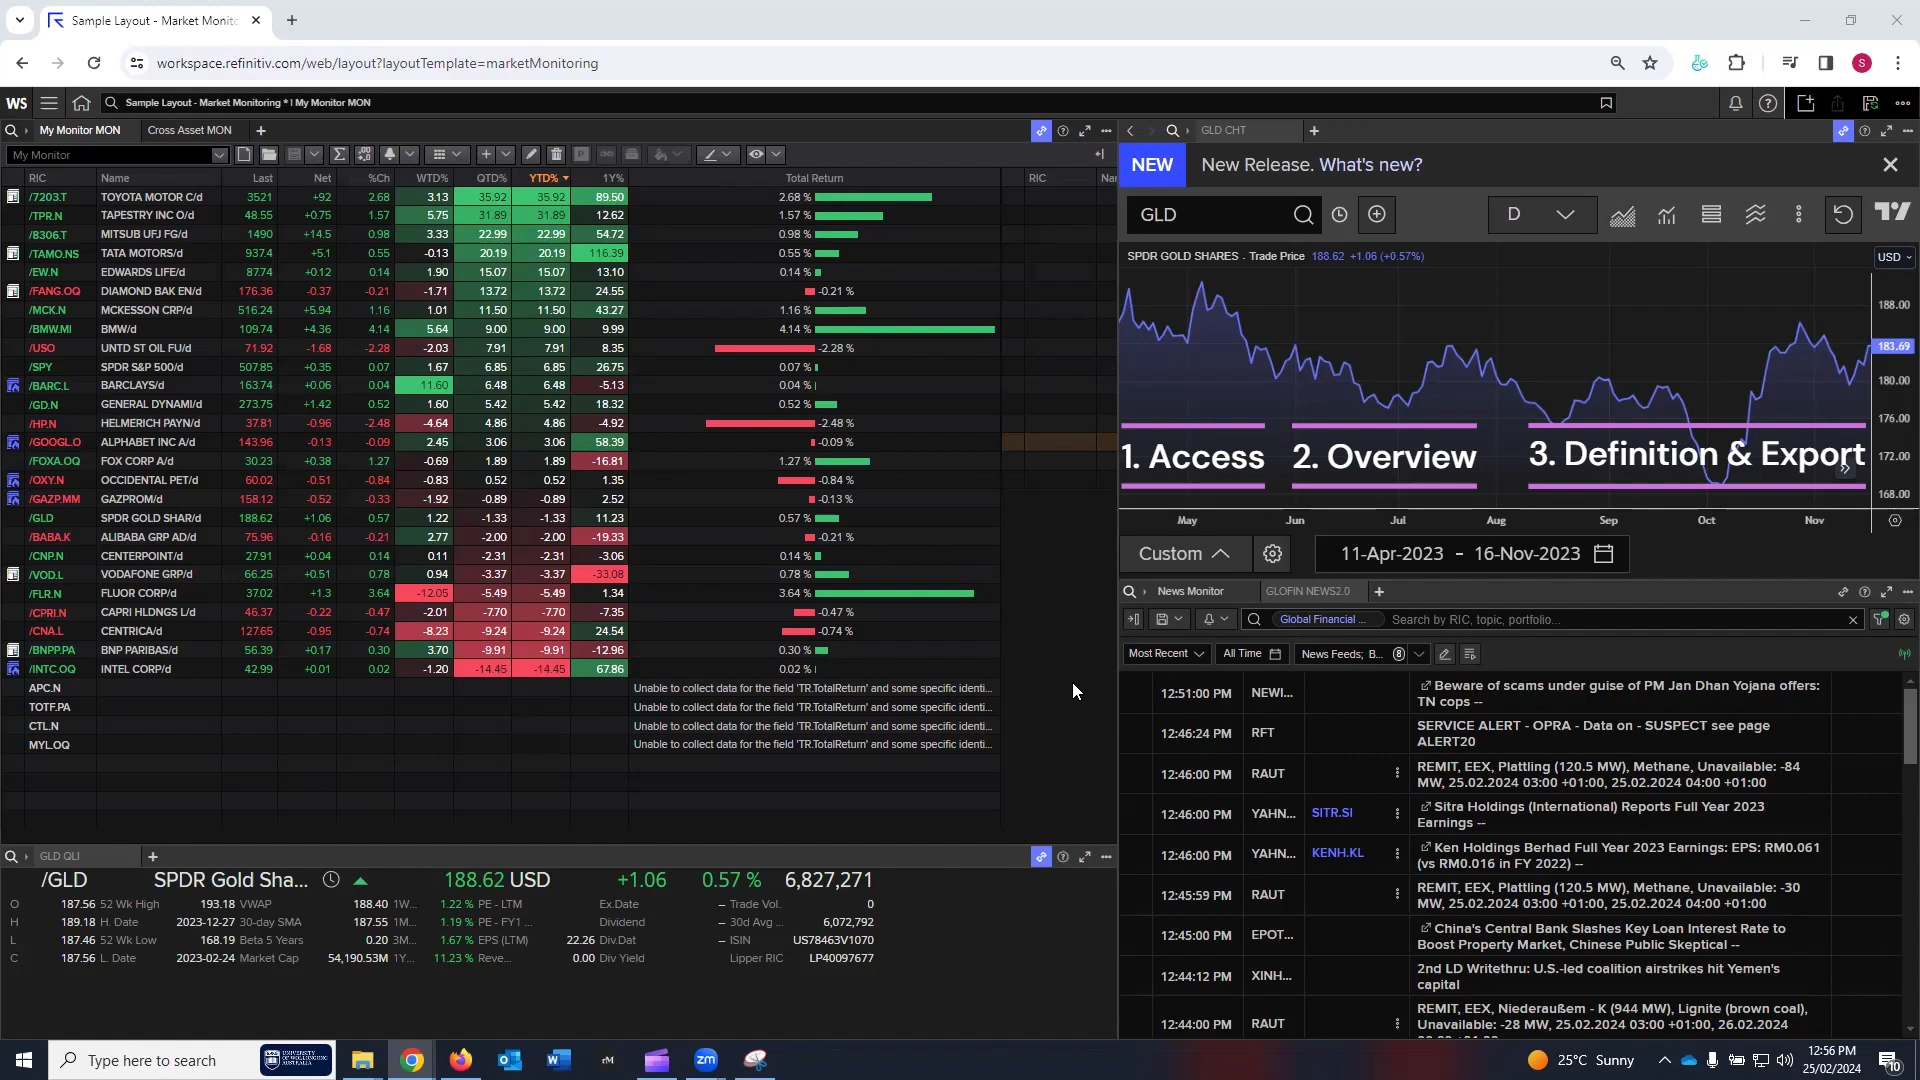 Sample Layout - Market Monito
workspace.refinitiv.com/web/layout?layoutTemplate=marketMonitoring
S
WS Sample Layout - Market Monitoring * | My Monitor MON
My Monitor MON Cross Asset MON
My Monitor
RIC Name Last Net %Ch WTD% QTD% YTD% 1Y% Total Return RIC Nar
/7203.T TOYOTA MOTOR C/d 3521 +92 2.68 3.13 35.92 35.92 89.50 2.68 %
/TPR.N TAPESTRY INC O/d 48.55 +0.75 1.57 5.75 31.89 31.89 12.62 1.57 %
/8306.T MITSUB UFJ FG/d 1490 +14.5 0.98 3.33 22.99 22.99 54.72 0.98 %
/TAMO.NS TATA MOTORS/d 937.4 +5.1 0.55 -0.13 20.19 20.19 116.39 0.55 %
/EW.N EDWARDS LIFE/d 87.74 +0.12 0.14 1.90 15.07 15.07 13.10 0.14 %
/FANG.OQ DIAMOND BAK EN/d 176.36 -0.37 -0.21 -1.71 13.72 13.72 24.55 -0.21 %
/MCK.N MCKESSON CRP/d 516.24 +5.94 1.16 1.01 11.50 11.50 43.27 1.16 %
/BMW.MI BMW/d 109.74 +4.36 4.14 5.64 9.00 9.00 9.99 4.14 %
/USO UNTD ST OIL FU/d 71.92 -1.68 -2.28 -2.03 7.91 7.91 8.35 -2.28 %
/SPY SPDR S&P 500/d 507.85 +0.35 0.07 1.67 6.85 6.85 26.75 0.07 %
/BARC.L BARCLAYS/d 163.74 +0.06 0.04 11.60 6.48 6.48 -5.13 0.04 %
/GD.N GENERAL DYNAMI/d 273.75 +1.42 0.52 1.60 5.42 5.42 18.32 0.52 %
/HP.N HELMERICH PAYN/d 37.81 -0.96 -2.48 -4.64 4.86 4.86 -4.92 -2.48 %
/GOOGL.O ALPHABET INC A/d 143.96 -0.13 -0.09 2.45 3.06 3.06 58.39 -0.09 %
/FOXA.OQ FOX CORP A/d 30.23 +0.38 1.27 -0.69 1.89 1.89 -16.81 1.27 %
/OXY.N OCCIDENTAL PET/d 60.02 -0.51 -0.84 -0.83 0.52 0.52 1.35 -0.84 %
/GAZP.MM GAZPROM/d 158.12 -0.52 -0.33 -1.92 -0.89 -0.89 2.52 -0.13 %
/GLD SPDR GOLD SHAR/d 188.62 +1.06 0.57 1.22 -1.33 -1.33 11.23 0.57 %
/BABA.K ALIBABA GRP AD/d 75.96 -0.16 -0.21 2.77 -2.00 -2.00 -19.33 -0.21 %
/CNP.N CENTERPOINT/d 27.91 +0.04 0.14 0.11 -2.31 -2.31 -3.06 0.14 %
/VOD.L VODAFONE GRP/d 66.25 +0.51 0.78 0.94 -3.37 -3.37 -33.08 0.78 %
/FLR.N FLUOR CORP/d 37.02 +1.3 3.64 -12.05 -5.49 -5.49 1.34 3.64 %
/CPRI.N CAPRI HLDNGS L/d 46.37 -0.22 -0.47 -2.01 -7.70 -7.70 -7.35 -0.47 %
/CNA.L CENTRICA/d 127.65 -0.95 -0.74 -8.23 -9.24 -9.24 24.54 -0.74 %
/BNPP.PA BNP PARIBAS/d 56.39 +0.17 0.30 3.70 -9.91 -9.91 -12.96 0.30 %
/INTC.OQ INTEL CORP/d 42.99 +0.01 0.02 -1.20 -14.45 -14.45 67.86 0.02 %
APC.N Unable to collect data for the field 'TR.TotalReturn' and some specific identi...
TOTF.PA Unable to collect data for the field 'TR.TotalReturn' and some specific identi...
CTL.N Unable to collect data for the field 'TR.TotalReturn' and some specific identi...
MYL.OQ Unable to collect data for the field 'TR.TotalReturn' and some specific identi...
GLD QLI
/GLD SPDR Gold Sha... 188.62 USD +1.06 0.57 % 6,827,271
O 187.56 52 Wk High 193.18 VWAP 188.40 1W... 1.22 % PE - LTM Ex.Date -- Trade Vol. 0
H 189.18 H. Date 2023-12-27 30-day SMA 187.55 1M... 1.19 % PE - FY1 ... Dividend -- 30d Avg ... 6,072,792
L 187.46 52 Wk Low 168.19 Beta 5 Years 0.20 3M... 1.67 % EPS (LTM) 22.26 Div.Dat -- ISIN US78463V1070
C 187.56 L. Date 2023-02-24 Market Cap 54,190.53M 1Y... 11.23 % Reve... 0.00 Div Yield Lipper RIC LP40097677
GLD CHT
NEW New Release. What's new?
GLD D
SPDR GOLD SHARES . Trade Price 188.62 +1.06 (+0.57%) USD
188.00
183.69
180.00
176.00
172.00
168.00
1. Access 2. Overview 3. Definition & Export
May Jun Jul Aug Sep Oct Nov
Custom 11-Apr-2023 - 16-Nov-2023
News Monitor GLOFIN NEWS2.0
Global Financial ... Search by RIC, topic, portfolio...
Most Recent All Time News Feeds; B... 8
12:51:00 PM NEWI... Beware of scams under guise of PM Jan Dhan Yojana offers:
TN cops --
12:46:24 PM RFT SERVICE ALERT - OPRA - Data on - SUSPECT see page
ALERT20
12:46:00 PM RAUT REMIT, EEX, Plattling (120.5 MW), Methane, Unavailable: -84
MW, 25.02.2024 03:00 +01:00, 25.02.2024 04:00 +01:00
12:46:00 PM YAHN... SITR.SI Sitra Holdings (International) Reports Full Year 2023
Earnings --
12:46:00 PM YAHN... KENH.KL Ken Holdings Berhad Full Year 2023 Earnings: EPS: RM0.061
(vs RM0.016 in FY 2022) --
12:45:59 PM RAUT REMIT, EEX, Plattling (120.5 MW), Methane, Unavailable: -30
MW, 25.02.2024 03:00 +01:00, 25.02.2024 04:00 +01:00
12:45:00 PM EPOT... China's Central Bank Slashes Key Loan Interest Rate to
Boost Property Market, Chinese Public Skeptical --
12:44:12 PM XINH... 2nd LD Writethru: U.S.-led coalition airstrikes hit Yemen's
capital
12:44:00 PM RAUT REMIT, EEX, Niederaußem - K (944 MW), Lignite (brown coal),
Unavailable: -28 MW, 25.02.2024 03:00 +01:00, 26.02.2024
Type here to search
UNIVERSITY OF WOLLONGONG AUSTRALIA
rM
zm
25°C Sunny
12:56 PM
25/02/2024
10